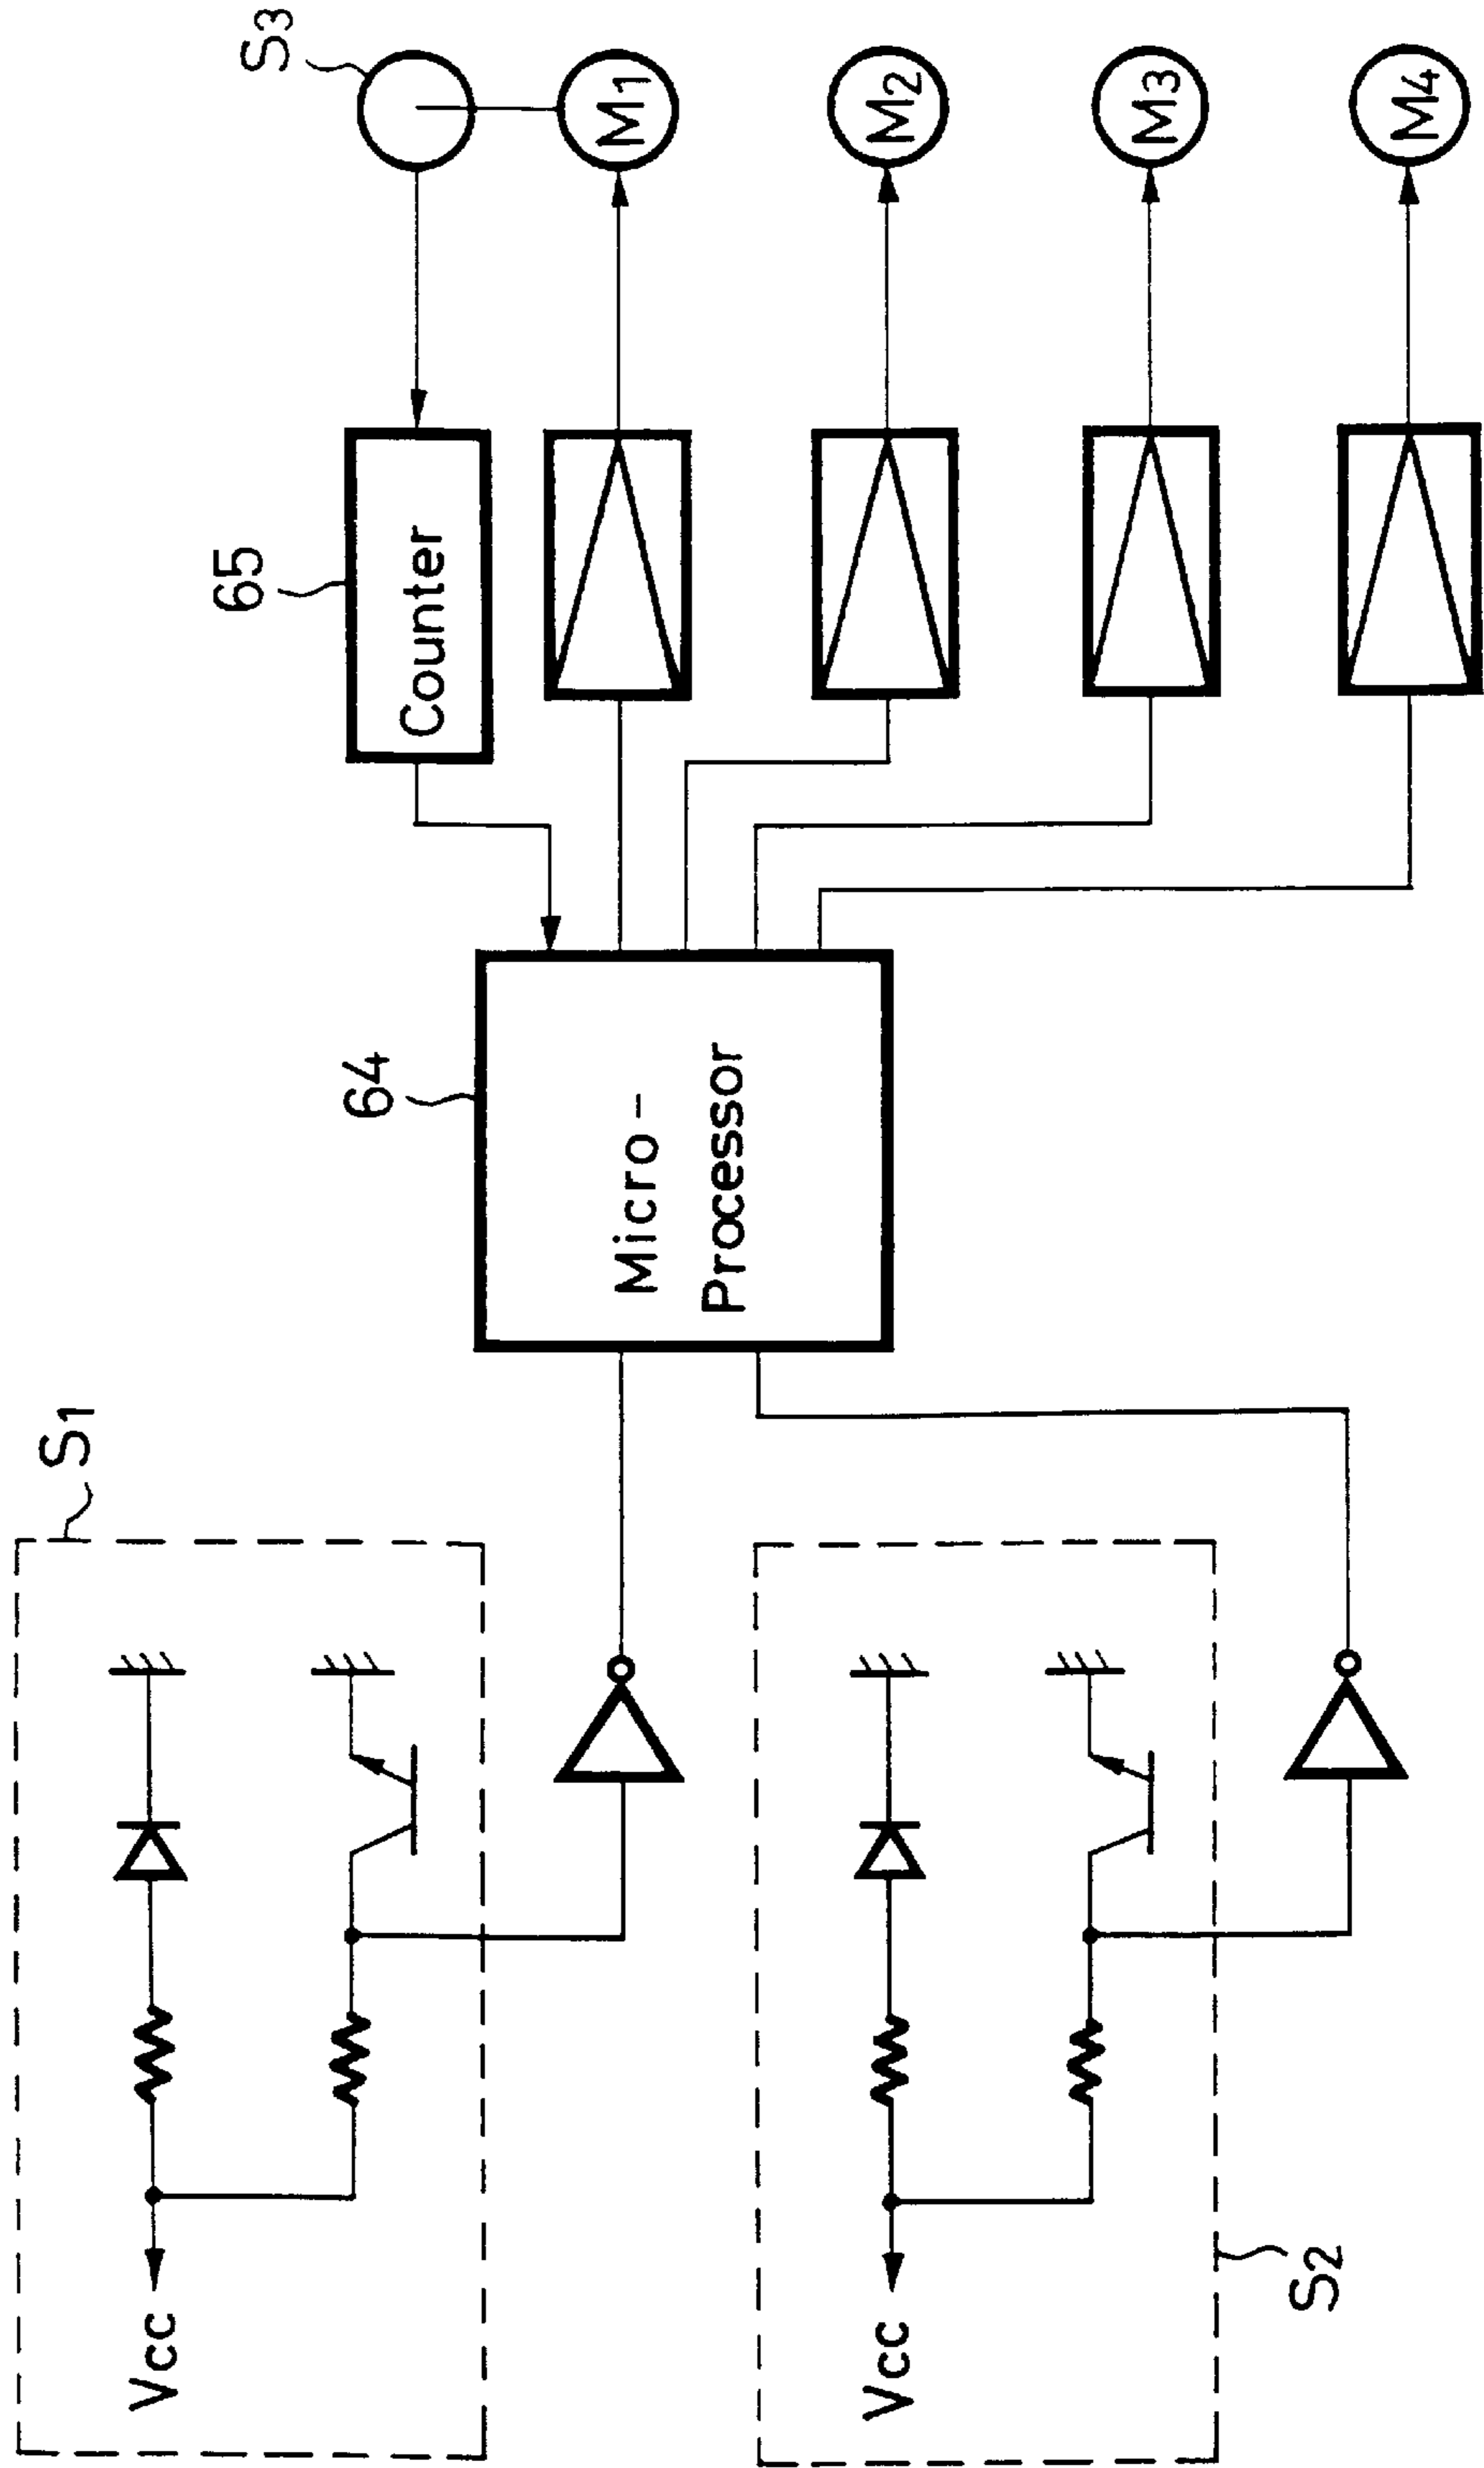 S1
Vcc
S2
Vcc
64
Micro-
Processor
65
Counter
S3
M1
M2
M3
M4